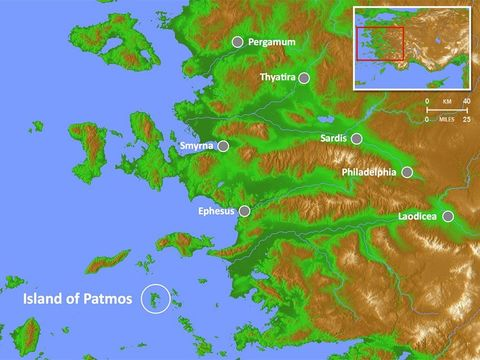 Pergamum
Thyatira
0 KM 40
0 MILES 25
Smyrna
Sardis
Philadelphia
Ephesus
Laodicea
Island of Patmos